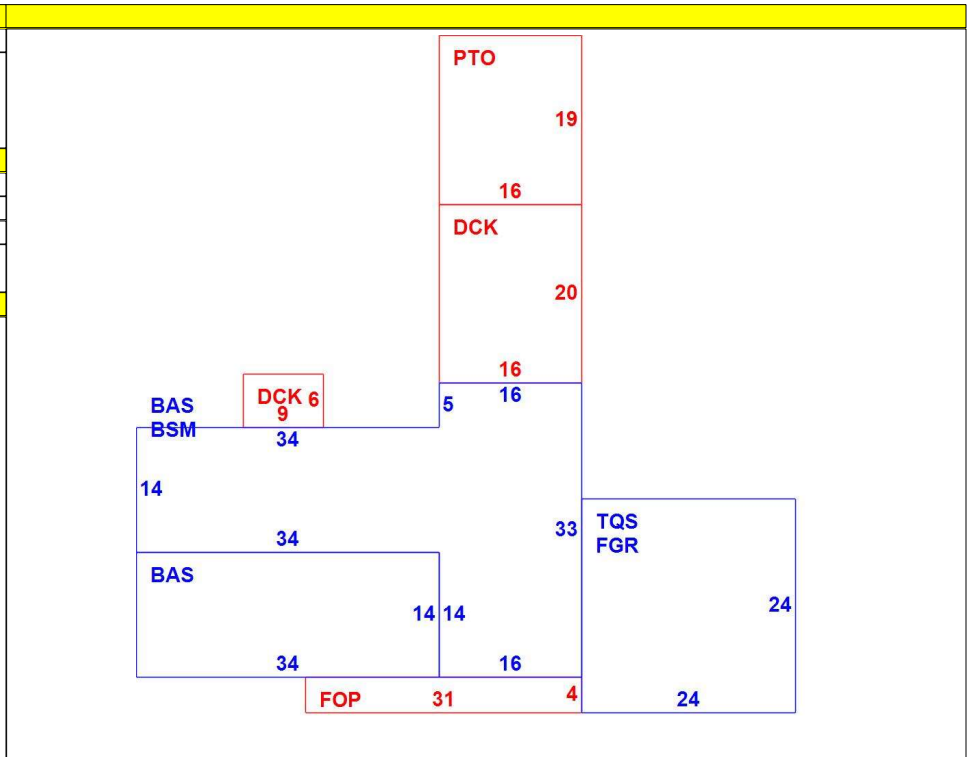 PTO
19
16
DCK
20
16
16
DCK 6
9
5
BAS
BSM
34
14
34
33
TQS
FGR
BAS
24
14 14
34
16
FOP 31 4
24